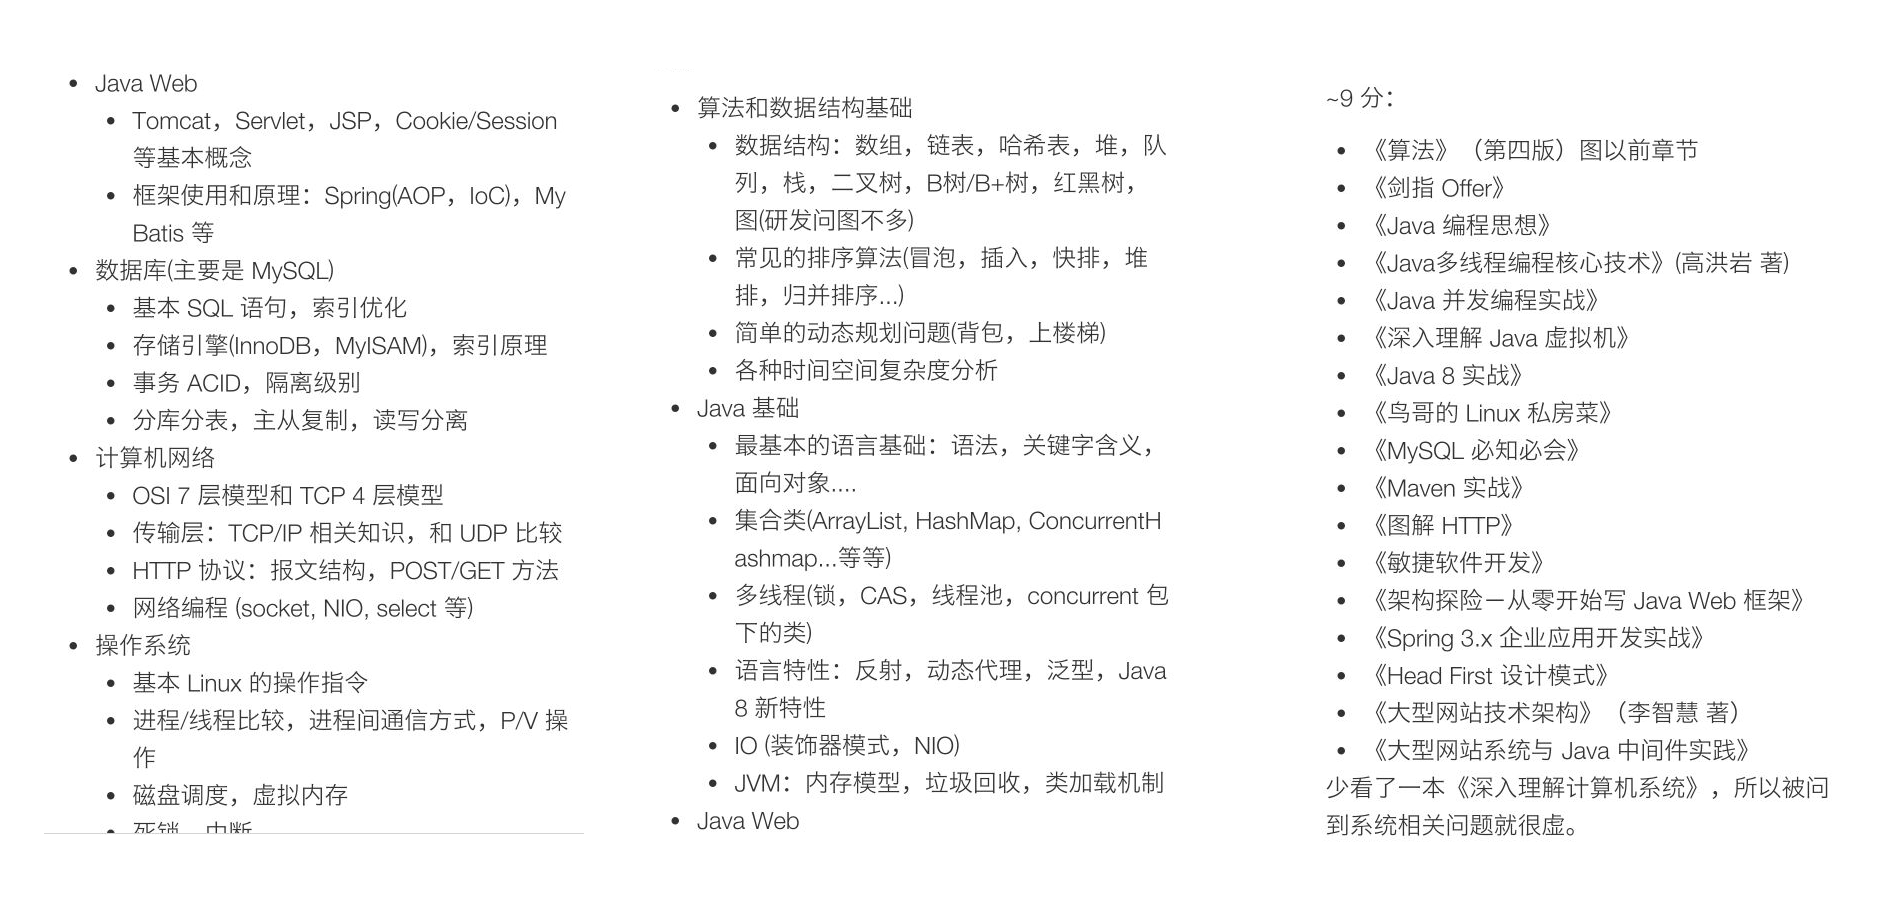 Java Web
Tomcat，Servlet，JSP，Cookie/Session
等基本概念
框架使用和原理：Spring(AOP，IoC)，My
Batis 等
数据库(主要是 MySQL)
基本 SQL 语句，索引优化
存储引擎(InnoDB，MyISAM)，索引原理
事务 ACID，隔离级别
分库分表，主从复制，读写分离
计算机网络
OSI 7 层模型和 TCP 4 层模型
传输层：TCP/IP 相关知识，和 UDP 比较
HTTP 协议：报文结构，POST/GET 方法
网络编程 (socket, NIO, select 等)
操作系统
基本 Linux 的操作指令
进程/线程比较，进程间通信方式，P/V 操
作
磁盘调度，虚拟内存
死锁，中断
算法和数据结构基础
数据结构：数组，链表，哈希表，堆，队
列，栈，二叉树，B树/B+树，红黑树，
图(研发问图不多)
常见的排序算法(冒泡，插入，快排，堆
排，归并排序...)
简单的动态规划问题(背包，上楼梯)
各种时间空间复杂度分析
Java 基础
最基本的语言基础：语法，关键字含义，
面向对象....
集合类(ArrayList, HashMap, ConcurrentH
ashmap...等等)
多线程(锁，CAS，线程池，concurrent 包
下的类)
语言特性：反射，动态代理，泛型，Java
8 新特性
IO (装饰器模式，NIO)
JVM：内存模型，垃圾回收，类加载机制
Java Web
~9 分：
《算法》（第四版）图以前章节
《剑指 Offer》
《Java 编程思想》
《Java多线程编程核心技术》(高洪岩 著)
《Java 并发编程实战》
《深入理解 Java 虚拟机》
《Java 8 实战》
《鸟哥的 Linux 私房菜》
《MySQL 必知必会》
《Maven 实战》
《图解 HTTP》
《敏捷软件开发》
《架构探险－从零开始写 Java Web 框架》
《Spring 3.x 企业应用开发实战》
《Head First 设计模式》
《大型网站技术架构》（李智慧 著）
《大型网站系统与 Java 中间件实践》
少看了一本《深入理解计算机系统》，所以被问
到系统相关问题就很虚。